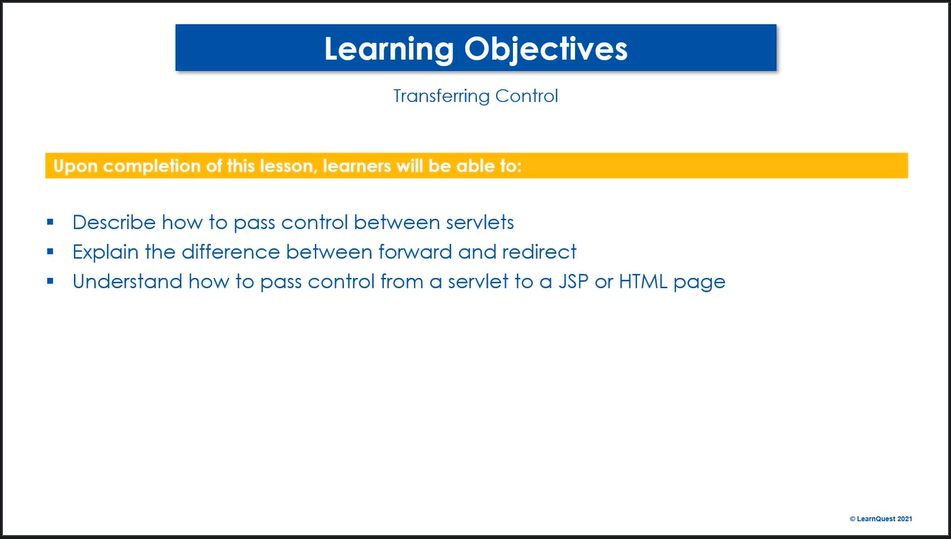 Learning Objectives
Transferring Control
Upon completion of this lesson, learners will be able to:
▪ Describe how to pass control between servlets
▪ Explain the difference between forward and redirect
▪ Understand how to pass control from a servlet to a JSP or HTML page
© LearnQuest 2021